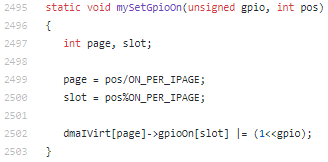 2495 static void mySetGpioOn(unsigned gpio, int pos)
2496 {
2497    int page, slot;
2498
2499    page = pos/ON_PER_IPAGE;
2500    slot = pos%ON_PER_IPAGE;
2501
2502    dmaIVirt[page]->gpioOn[slot] |= (1<<gpio);
2503 }